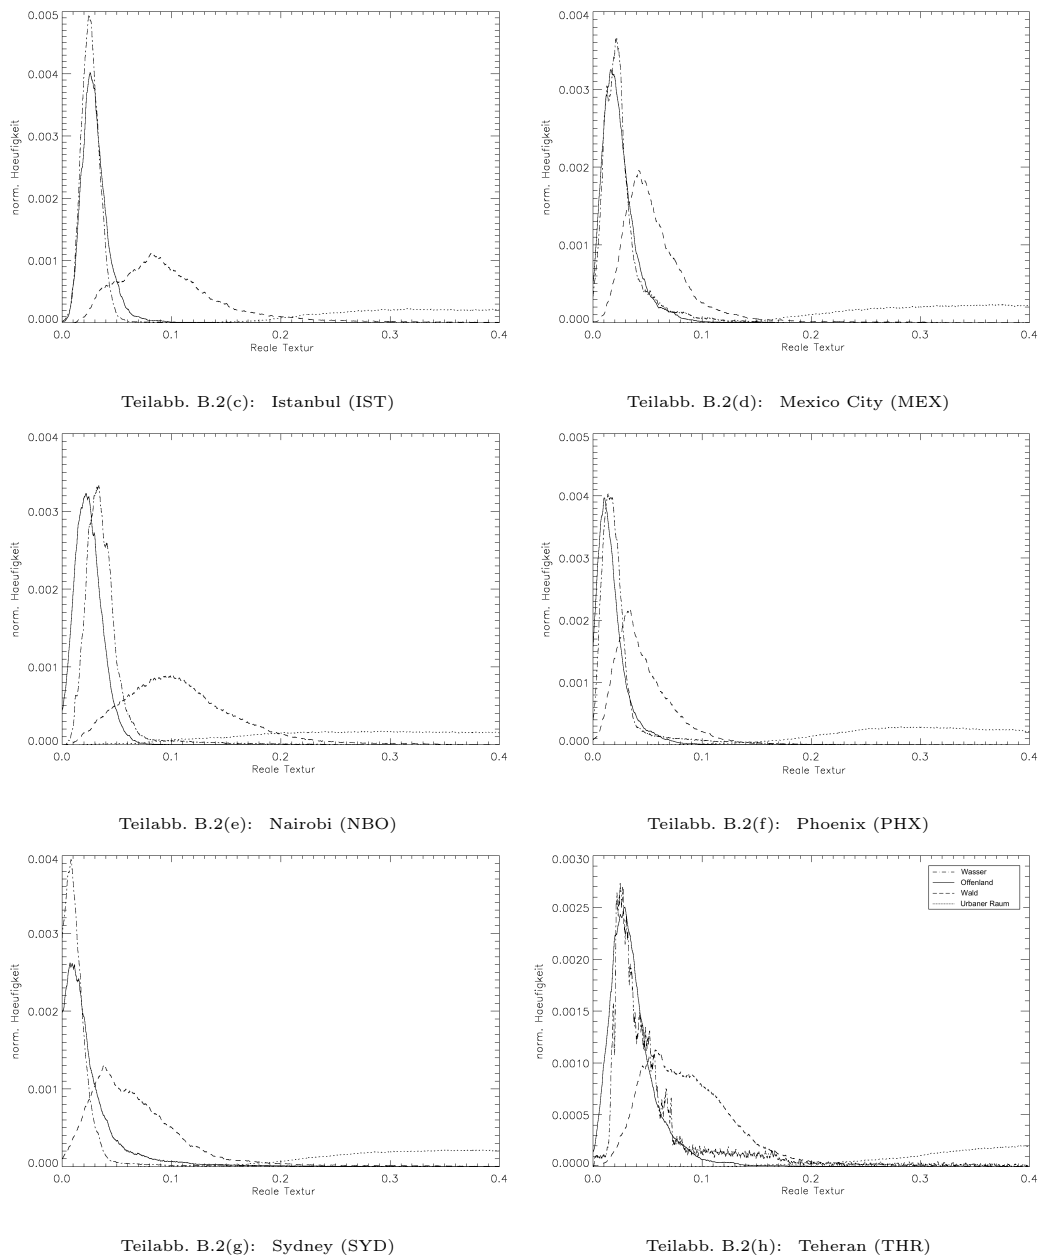 0.005
0.004
0.003
0.002
0.001
0.000
norm. Haeufigkeit
0.0 0.1 0.2 0.3 0.4
Reale Textur
Teilabb. B.2(c): Istanbul (IST)
0.004
0.003
0.002
0.001
0.000
norm. Haeufigkeit
0.0 0.1 0.2 0.3 0.4
Reale Textur
Teilabb. B.2(d): Mexico City (MEX)
0.004
0.003
0.002
0.001
0.000
norm. Haeufigkeit
0.0 0.1 0.2 0.3 0.4
Reale Textur
Teilabb. B.2(e): Nairobi (NBO)
0.005
0.004
0.003
0.002
0.001
0.000
norm. Haeufigkeit
0.0 0.1 0.2 0.3 0.4
Reale Textur
Teilabb. B.2(f): Phoenix (PHX)
0.004
0.003
0.002
0.001
0.000
norm. Haeufigkeit
0.0 0.1 0.2 0.3 0.4
Reale Textur
Teilabb. B.2(g): Sydney (SYD)
0.0030
0.0025
0.0020
0.0015
0.0010
0.0005
0.0000
norm. Haeufigkeit
Wasser
Offenland
Wald
Urbaner Raum
0.0 0.1 0.2 0.3 0.4
Reale Textur
Teilabb. B.2(h): Teheran (THR)